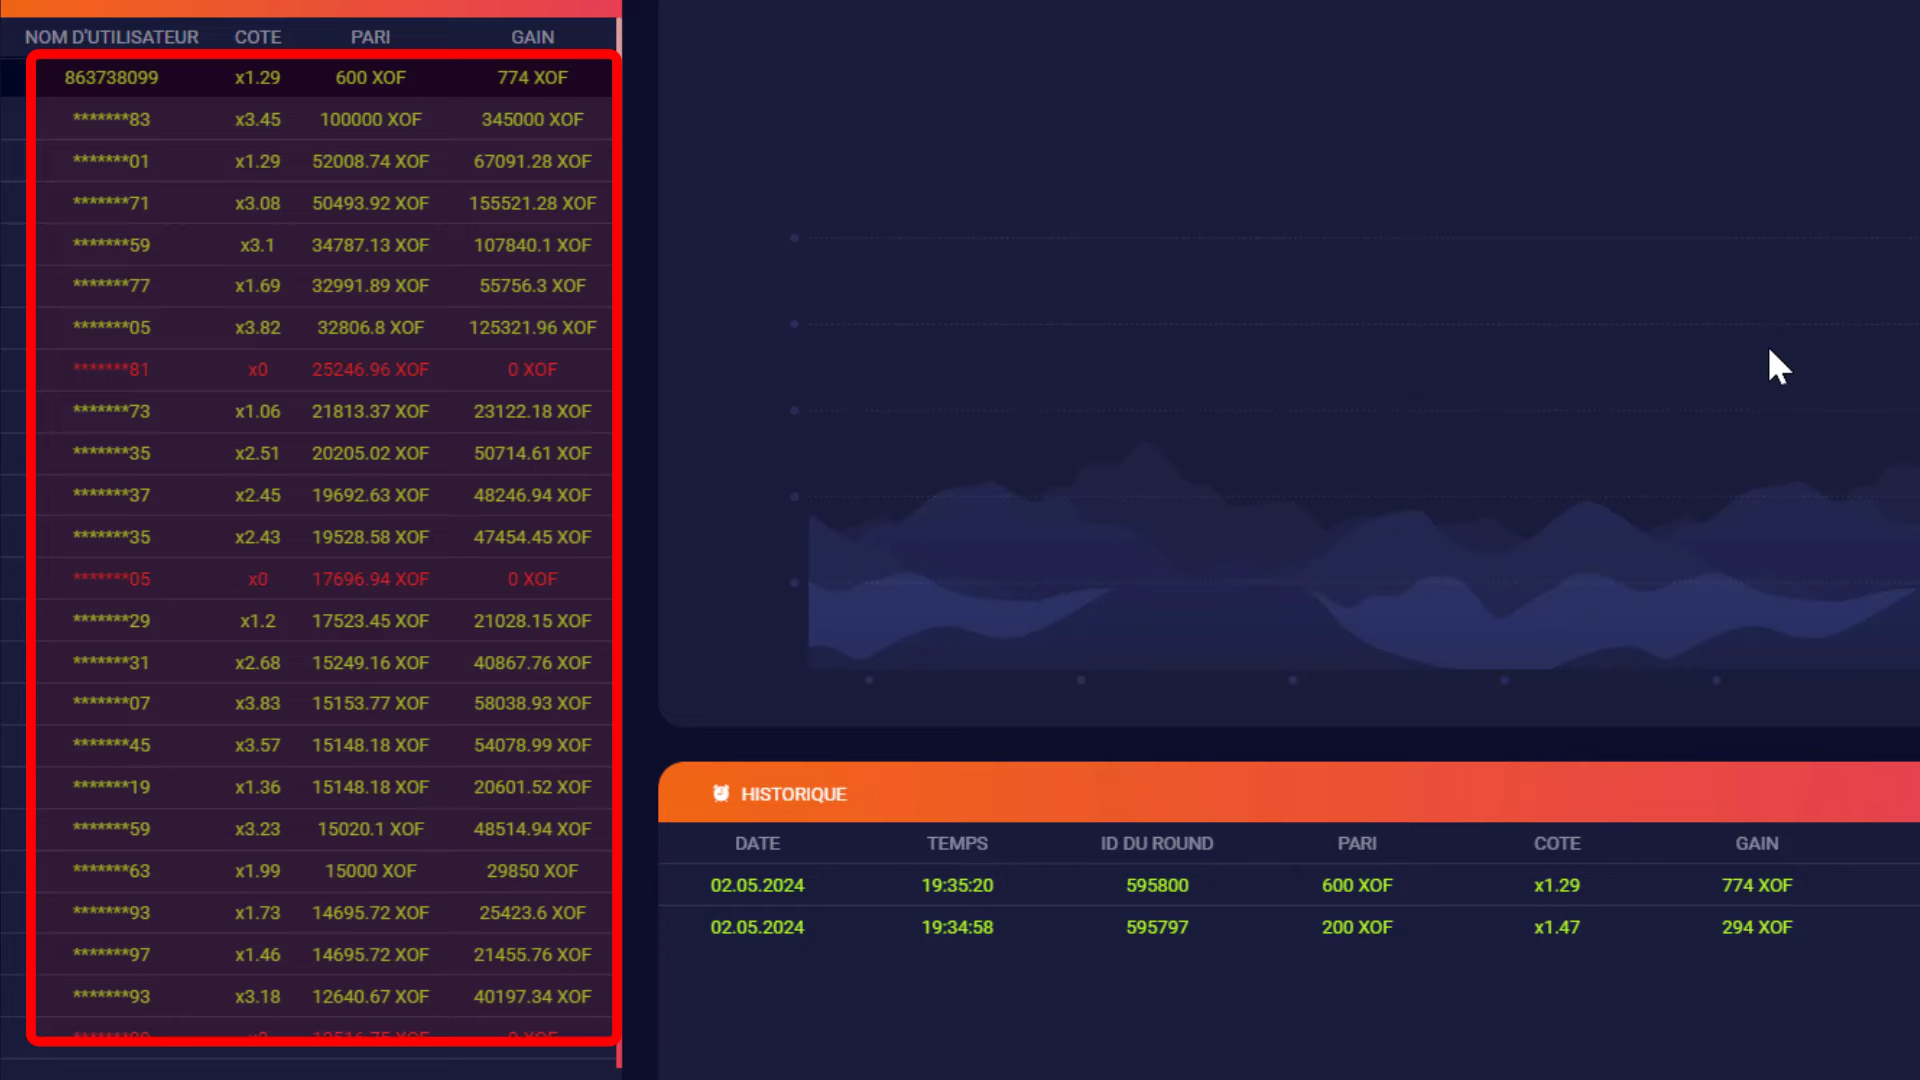 NOM D'UTILISATEUR COTE PARI GAIN
863738099 x1.29 600 XOF 774 XOF
*******83 x3.45 100000 XOF 345000 XOF
*******01 x1.29 52008.74 XOF 67091.28 XOF
*******71 x3.08 50493.92 XOF 155521.28 XOF
*******59 x3.1 34787.13 XOF 107840.1 XOF
*******77 x1.69 32991.89 XOF 55756.3 XOF
*******05 x3.82 32806.8 XOF 125321.96 XOF
*******81 x0 25246.96 XOF 0 XOF
*******73 x1.06 21813.37 XOF 23122.18 XOF
*******35 x2.51 20205.02 XOF 50714.61 XOF
*******37 x2.45 19692.63 XOF 48246.94 XOF
*******35 x2.43 19528.58 XOF 47454.45 XOF
*******05 x0 17696.94 XOF 0 XOF
*******29 x1.2 17523.45 XOF 21028.15 XOF
*******31 x2.68 15249.16 XOF 40867.76 XOF
*******07 x3.83 15153.77 XOF 58038.93 XOF
*******45 x3.57 15148.18 XOF 54078.99 XOF
*******19 x1.36 15148.18 XOF 20601.52 XOF
*******59 x3.23 15020.1 XOF 48514.94 XOF
*******63 x1.99 15000 XOF 29850 XOF
*******93 x1.73 14695.72 XOF 25423.6 XOF
*******97 x1.46 14695.72 XOF 21455.76 XOF
*******93 x3.18 12640.67 XOF 40197.34 XOF
HISTORIQUE
DATE TEMPS ID DU ROUND PARI COTE GAIN
02.05.2024 19:35:20 595800 600 XOF x1.29 774 XOF
02.05.2024 19:34:58 595797 200 XOF x1.47 294 XOF